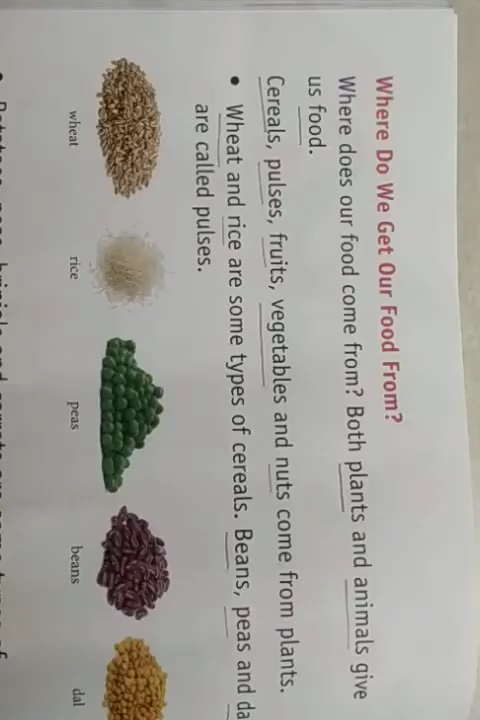 Where Do We Get Our Food From?
Where does our food come from? Both plants and animals give
us food.
Cereals, pulses, fruits, vegetables and nuts come from plants.
• Wheat and rice are some types of cereals. Beans, peas and
are called pulses.
wheat rice peas beans dal